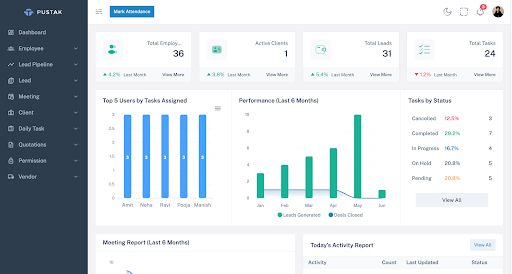 PUSTAK
Mark Attendance
8
Dashboard
Employee
Lead Pipeline
Lead
Meeting
Client
Daily Task
Quotations
Permission
Vendor
Total Employ...
36
4.2% Last Month
View More
Active Clients
1
3.8% Last Month
View More
Total Leads
31
5.4% Last Month
View More
Total Tasks
24
1.2% Last Month
View More
Top 5 Users by Tasks Assigned
3
2.5
2
1.5
1
0.5
0
3 3 3 3 3
Amit Neha Ravi Pooja Manish
Performance (Last 6 Months)
10
8
6
4
2
0
Jan Feb Mar Apr May Jun
Leads Generated Deals Closed
Tasks by Status
Cancelled 12.5% 3
Completed 29.2% 7
In Progress 16.7% 4
On Hold 20.8% 5
Pending 20.8% 5
View All
Meeting Report (Last 6 Months)
10
Today's Activity Report
View All
Activity Count Last Updated Status